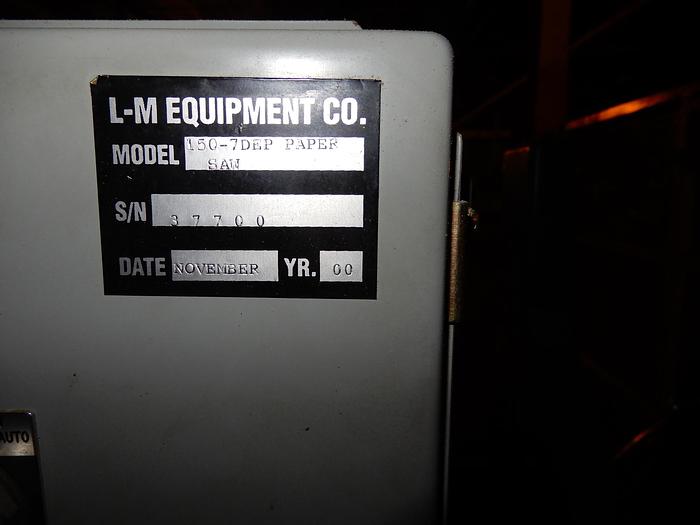 L-M EQUIPMENT CO.
MODEL 150-7DEP PAPER
SAW
S/N 37700
DATE NOVEMBER YR. 00
AUTO